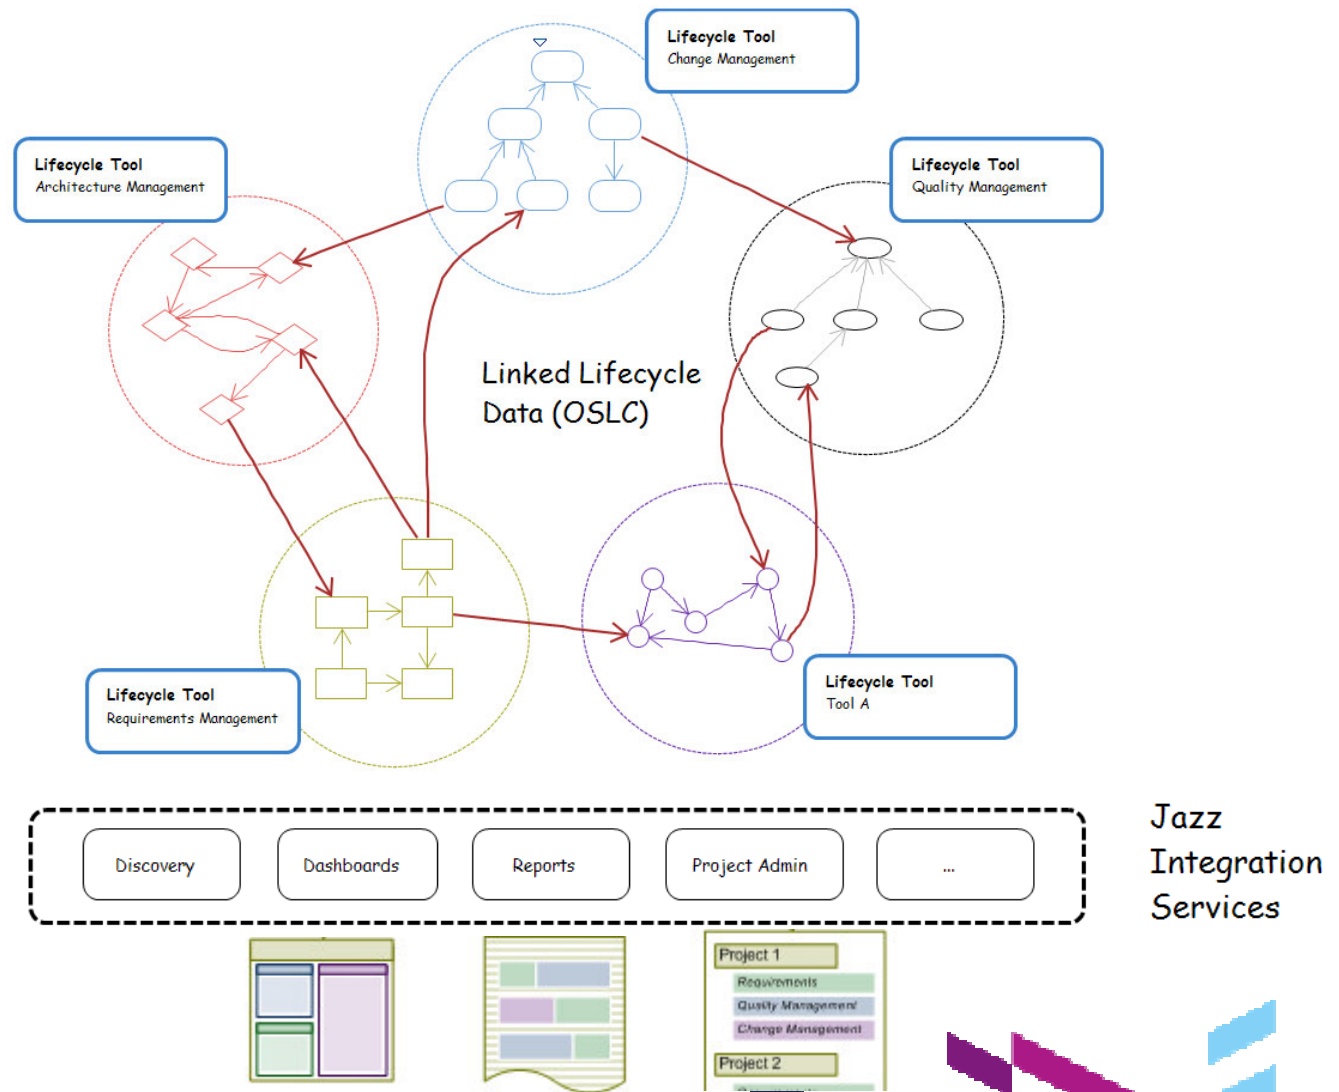 Lifecycle Tool
Change Management
Lifecycle Tool
Architecture Management
Lifecycle Tool
Quality Management
Linked Lifecycle
Data (OSLC)
Lifecycle Tool
Requirements Management
Lifecycle Tool
Tool A
Discovery
Dashboards
Reports
Project Admin
...
Jazz
Integration
Services
Project 1
Requirements
Quality Management
Change Management
Project 2